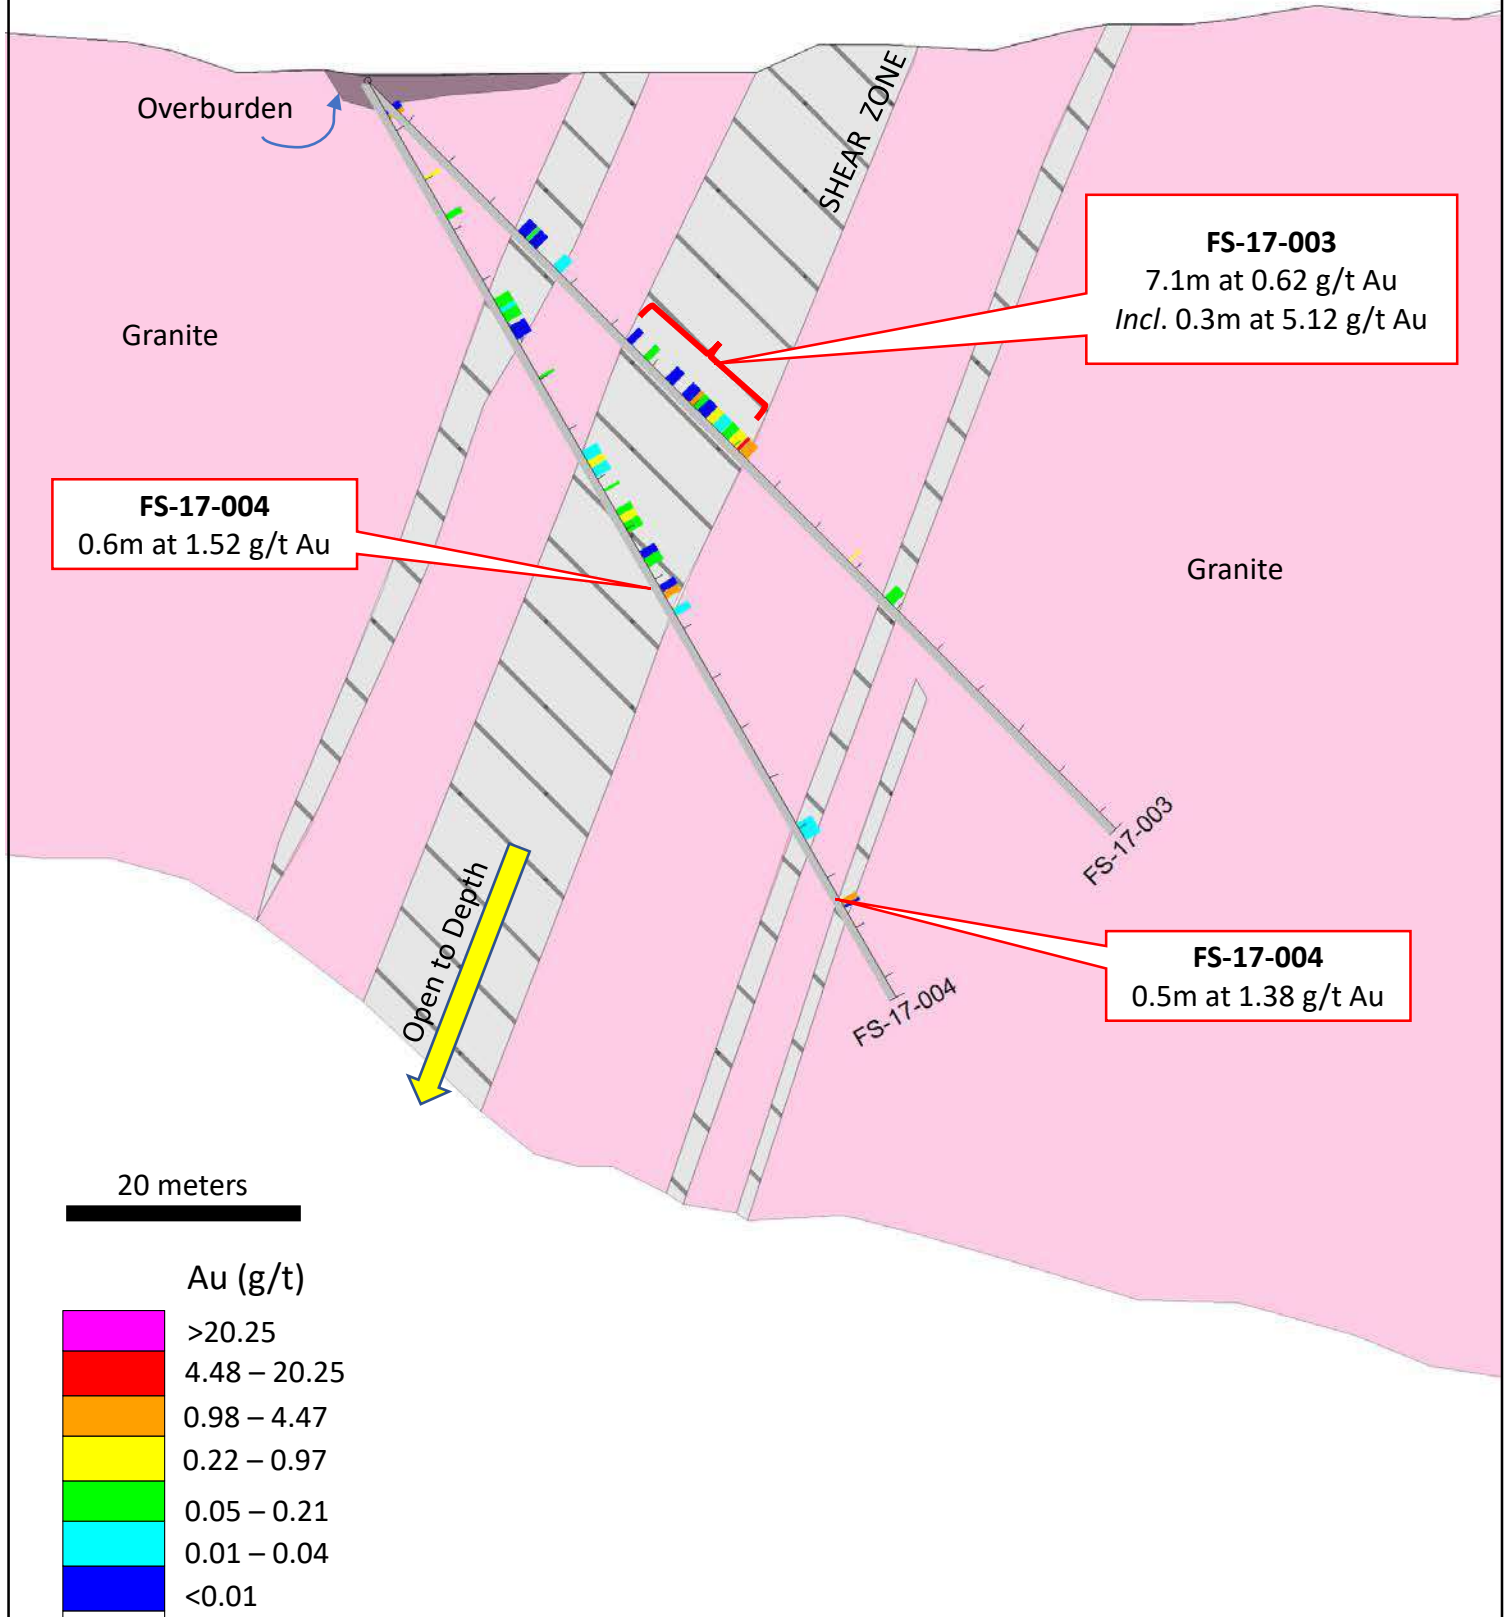 Overburden
SHEAR ZONE
FS-17-003
7.1m at 0.62 g/t Au
Incl. 0.3m at 5.12 g/t Au
Granite
FS-17-004
0.6m at 1.52 g/t Au
Granite
FS-17-003
Open to Depth
FS-17-004
FS-17-004
0.5m at 1.38 g/t Au
20 meters
Au (g/t)
>20.25
4.48 – 20.25
0.98 – 4.47
0.22 – 0.97
0.05 – 0.21
0.01 – 0.04
<0.01